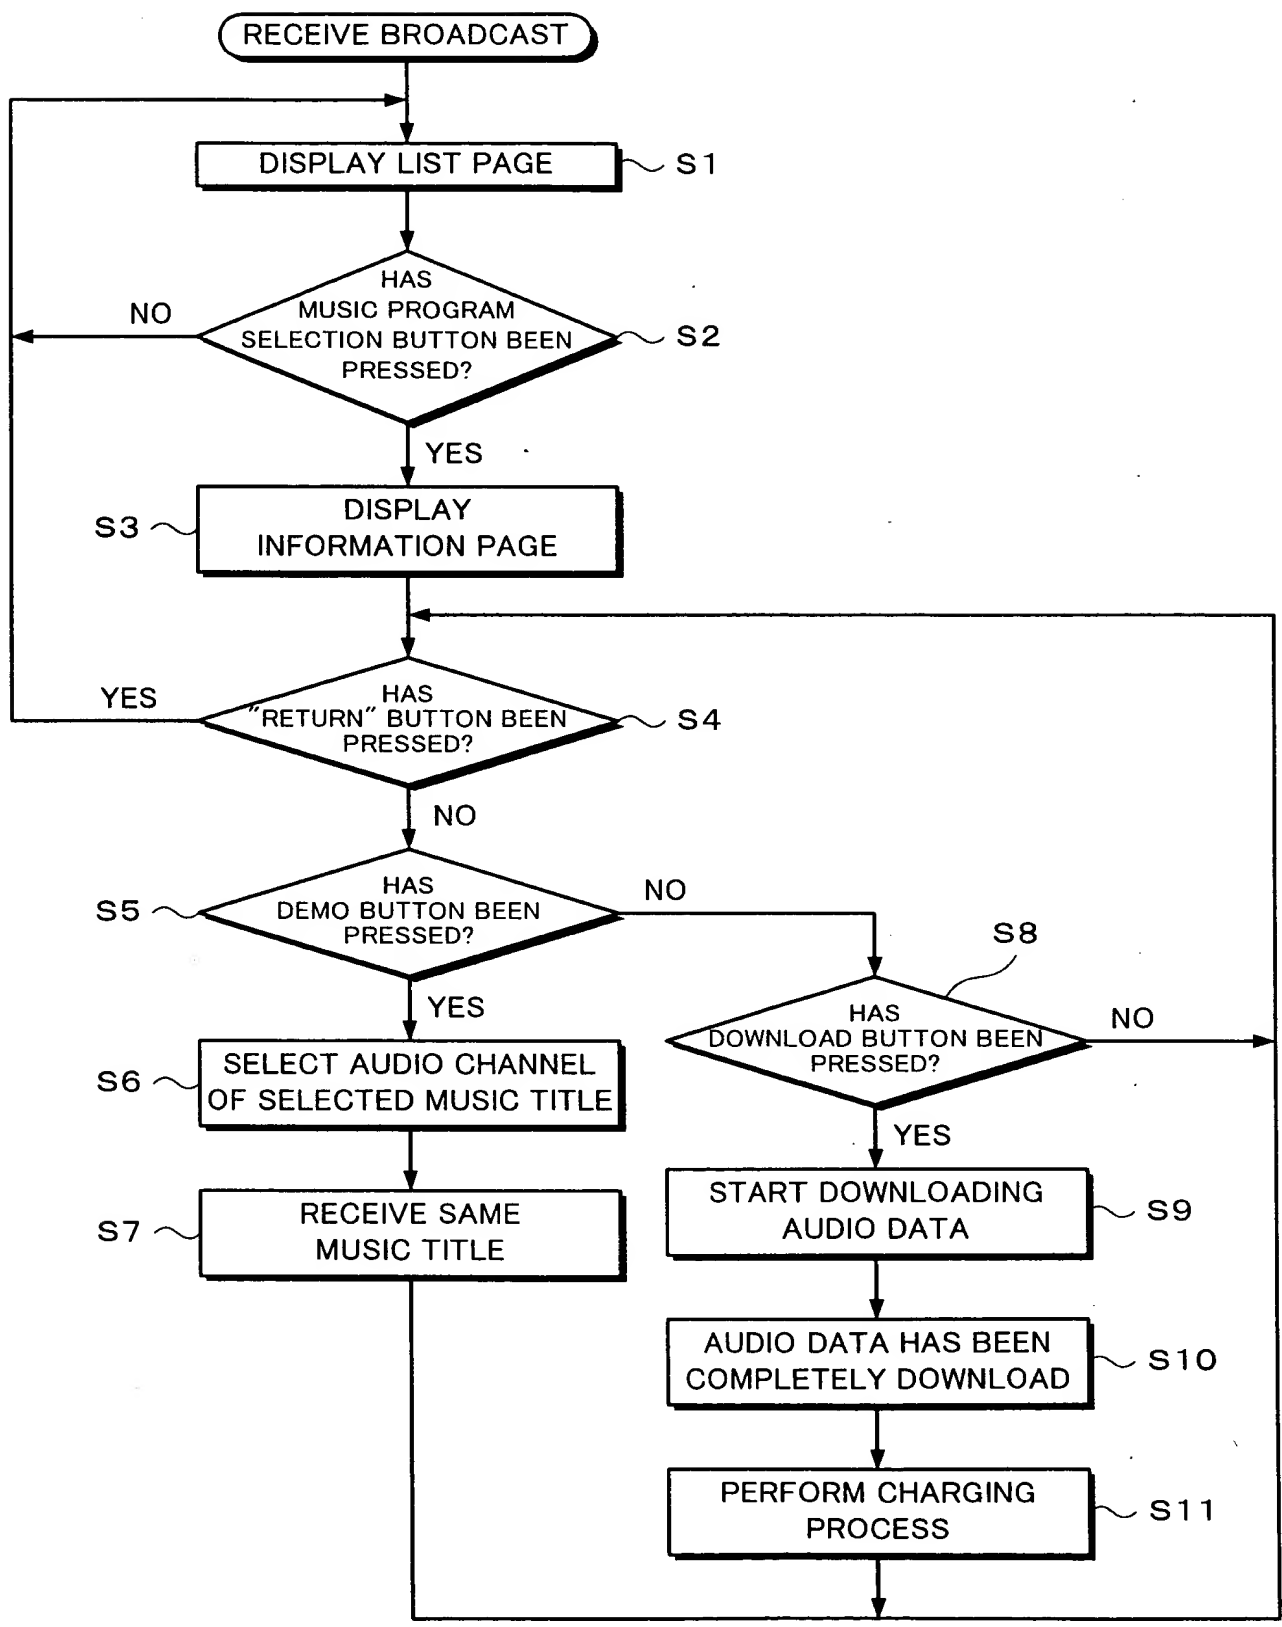 RECEIVE BROADCAST
DISPLAY LIST PAGE
S1
HAS
MUSIC PROGRAM
SELECTION BUTTON BEEN
PRESSED?
S2
NO
YES
S3
DISPLAY
INFORMATION PAGE
YES
HAS
"RETURN" BUTTON BEEN
PRESSED?
S4
NO
S5
HAS
DEMO BUTTON BEEN
PRESSED?
NO
S8
YES
HAS
DOWNLOAD BUTTON BEEN
PRESSED?
NO
S6
SELECT AUDIO CHANNEL
OF SELECTED MUSIC TITLE
YES
S7
RECEIVE SAME
MUSIC TITLE
START DOWNLOADING
AUDIO DATA
S9
AUDIO DATA HAS BEEN
COMPLETELY DOWNLOAD
S10
PERFORM CHARGING
PROCESS
S11